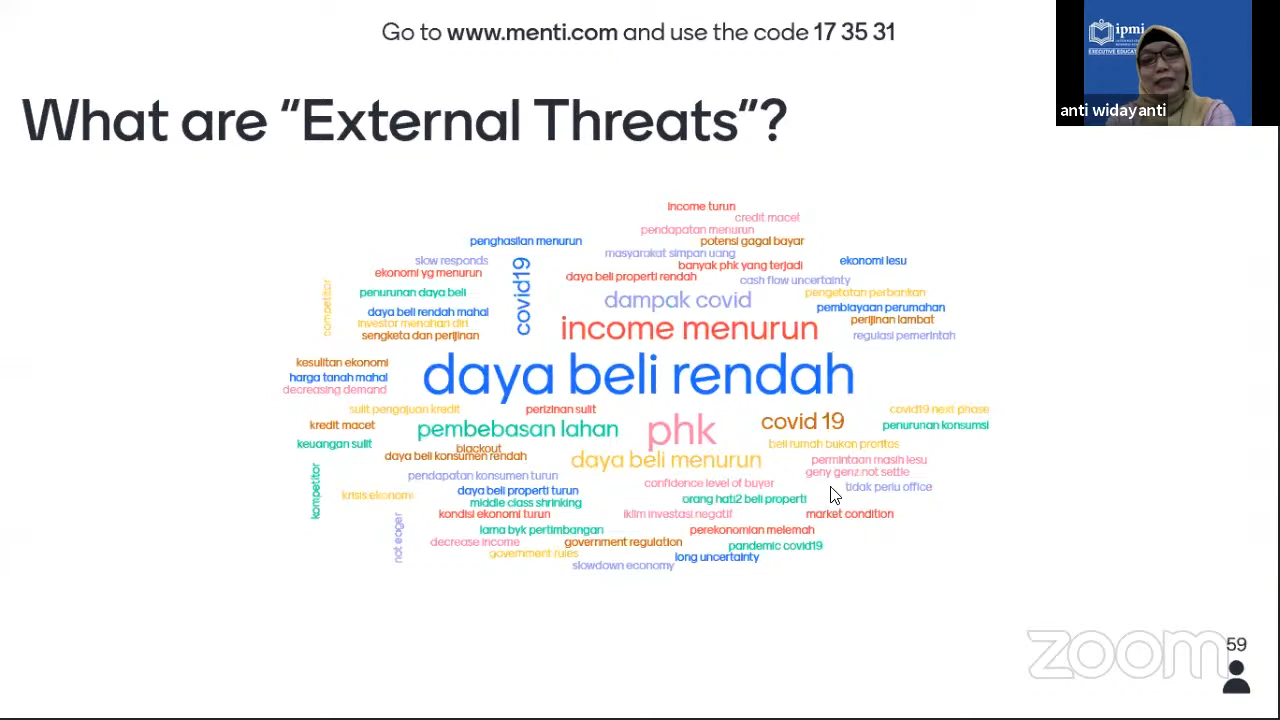 Go to www.menti.com and use the code 17 35 31
ipmi
EXECUTIVE EDUCA
anti widayanti
What are “External Threats”?
income turun
credit macet
pendapatan menurun
penghasilan menurun
potensi gagal bayar
masyarakat simpan uang
slow responds
ekonomi lesu
banyak phk yang terjadi
ekonomi yg menurun
covid19
daya beli properti rendah
cash flow uncertainty
competitor
penurunan daya beli
dampak covid
pengetatan perbankan
daya beli rendah mahal
pembiayaan perumahan
investor menahan diri
income menurun
perijinan lambat
sengketa dan perijinan
regulasi pemerintah
kesulitan ekonomi
harga tanah mahal
daya beli rendah
decreasing demand
sulit pengajuan kredit
perizinan sulit
covid19 next phase
kredit macet
pembebasan lahan
phk
covid 19
penurunan konsumsi
keuangan sulit
blackout
beli rumah bukan prioritas
daya beli konsumen rendah
daya beli menurun
permintaan masih lesu
pendapatan konsumen turun
geny genz not settle
kompetitor
krisis ekonomi
daya beli properti turun
confidence level of buyer
tidak perlu office
middle class shrinking
orang hati2 beli properti
kondisi ekonomi turun
iklim investasi negatif
market condition
not eager
lama byk pertimbangan
perekonomian melemah
decrease income
government regulation
pandemic covid19
government rules
long uncertainty
slowdown economy
zoom
59